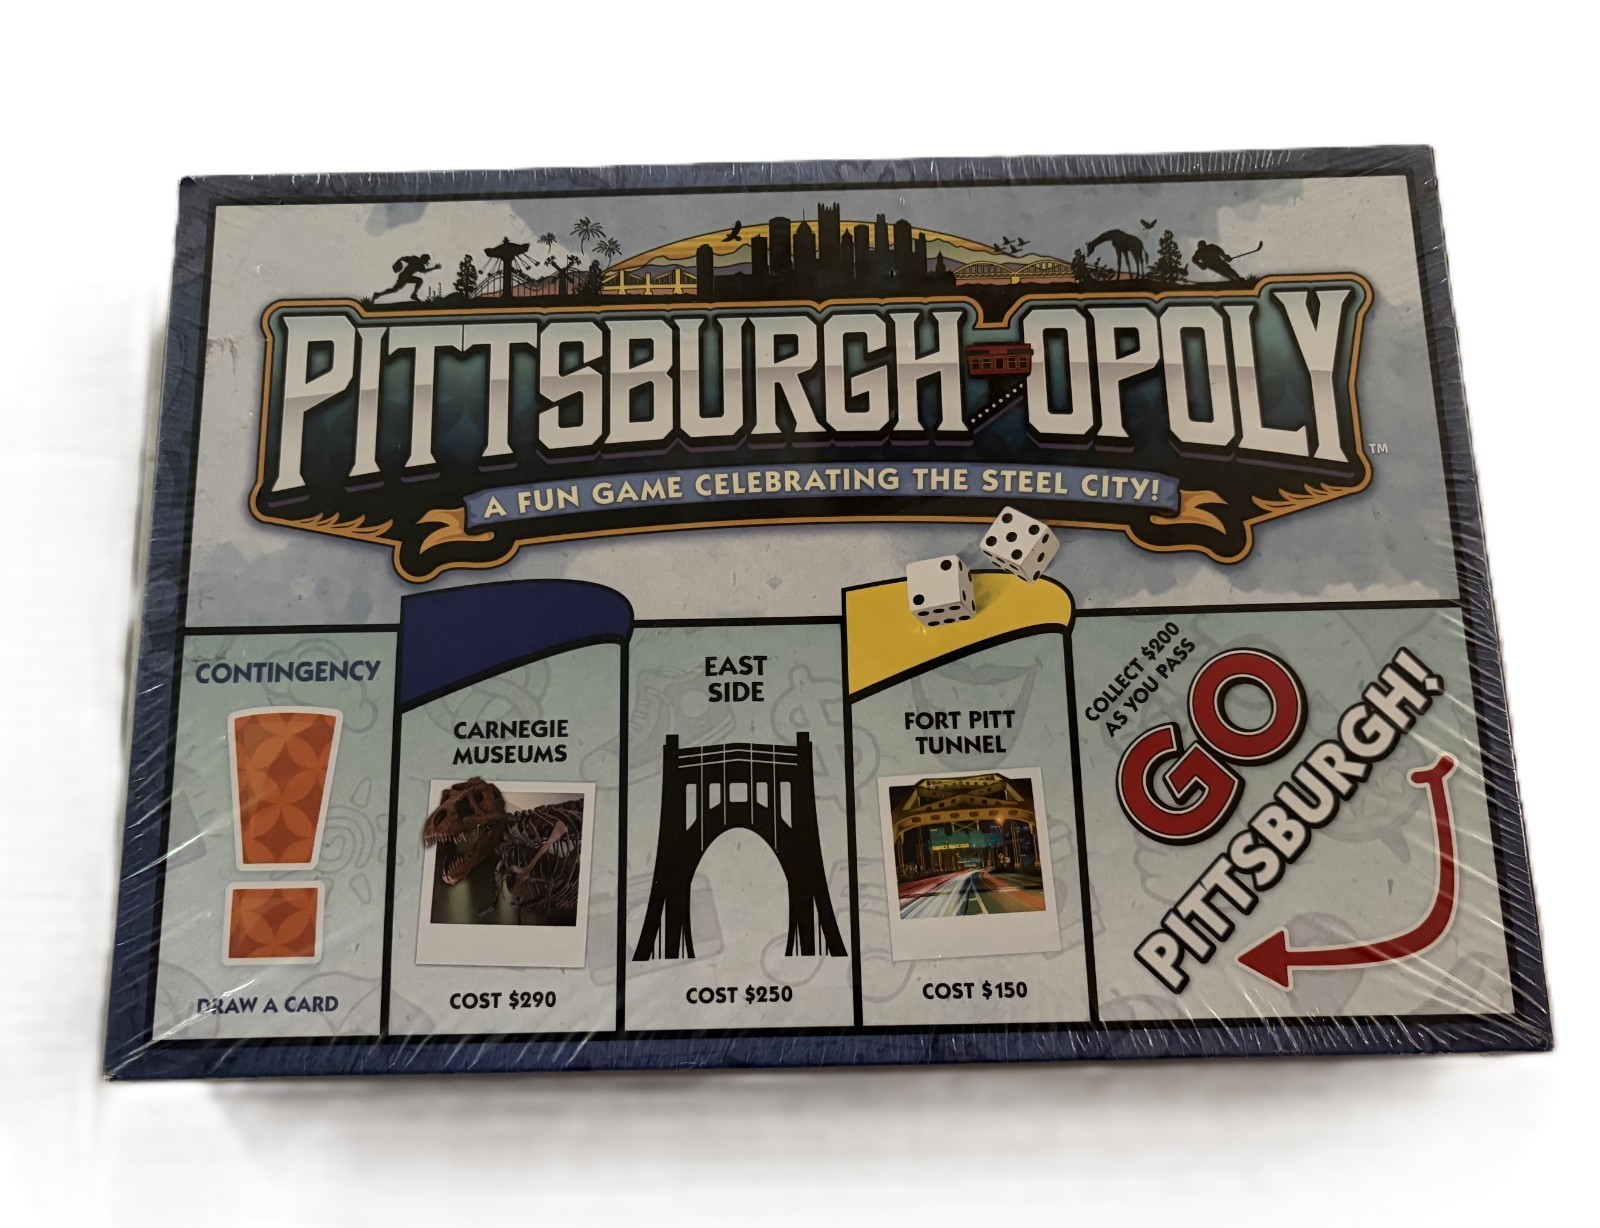 PITTSBURGH-OPOLY
TM
A FUN GAME CELEBRATING THE STEEL CITY!
CONTINGENCY
DRAW A CARD
CARNEGIE
MUSEUMS
COST $290
EAST
SIDE
COST $250
FORT PITT
TUNNEL
COST $150
COLLECT $200
AS YOU PASS
GO
PITTSBURGH!